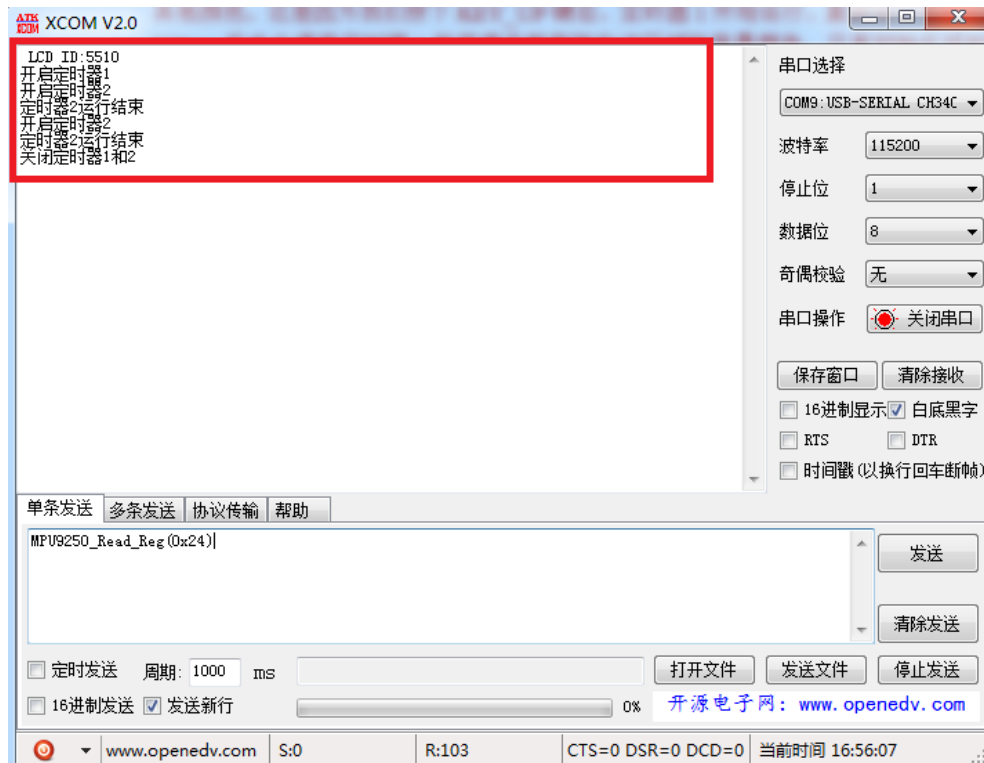 ATK XCOM XCOM V2.0
LCD ID:5510
开启定时器1
开启定时器2
定时器2运行结束
开启定时器2
定时器2运行结束
关闭定时器1和2
串口选择
COM9:USB-SERIAL CH34C
波特率 115200
停止位 1
数据位 8
奇偶校验 无
串口操作 关闭串口
保存窗口 清除接收
16进制显示 白底黑字
RTS DTR
时间戳(以换行回车断帧)
单条发送 多条发送 协议传输 帮助
MPU9250_Read_Reg(0x24)
发送
清除发送
定时发送 周期: 1000 ms 打开文件 发送文件 停止发送
16进制发送 发送新行 0% 开源电子网: www.openedv.com
www.openedv.com S:0 R:103 CTS=0 DSR=0 DCD=0 当前时间 16:56:07